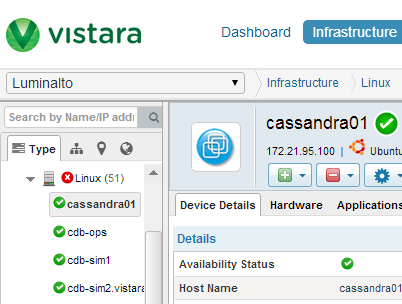 vistara
Dashboard
Infrastructure
Luminalto
Infrastructure
Linux
Search by Name/IP addr
cassandra01
172.21.95.100
Ubuntu
Type
Linux (51)
cassandra01
cdb-ops
cdb-sim1
cdb-sim2.vistara
Device Details
Hardware
Applications
Details
Availability Status
Host Name
cassandra01